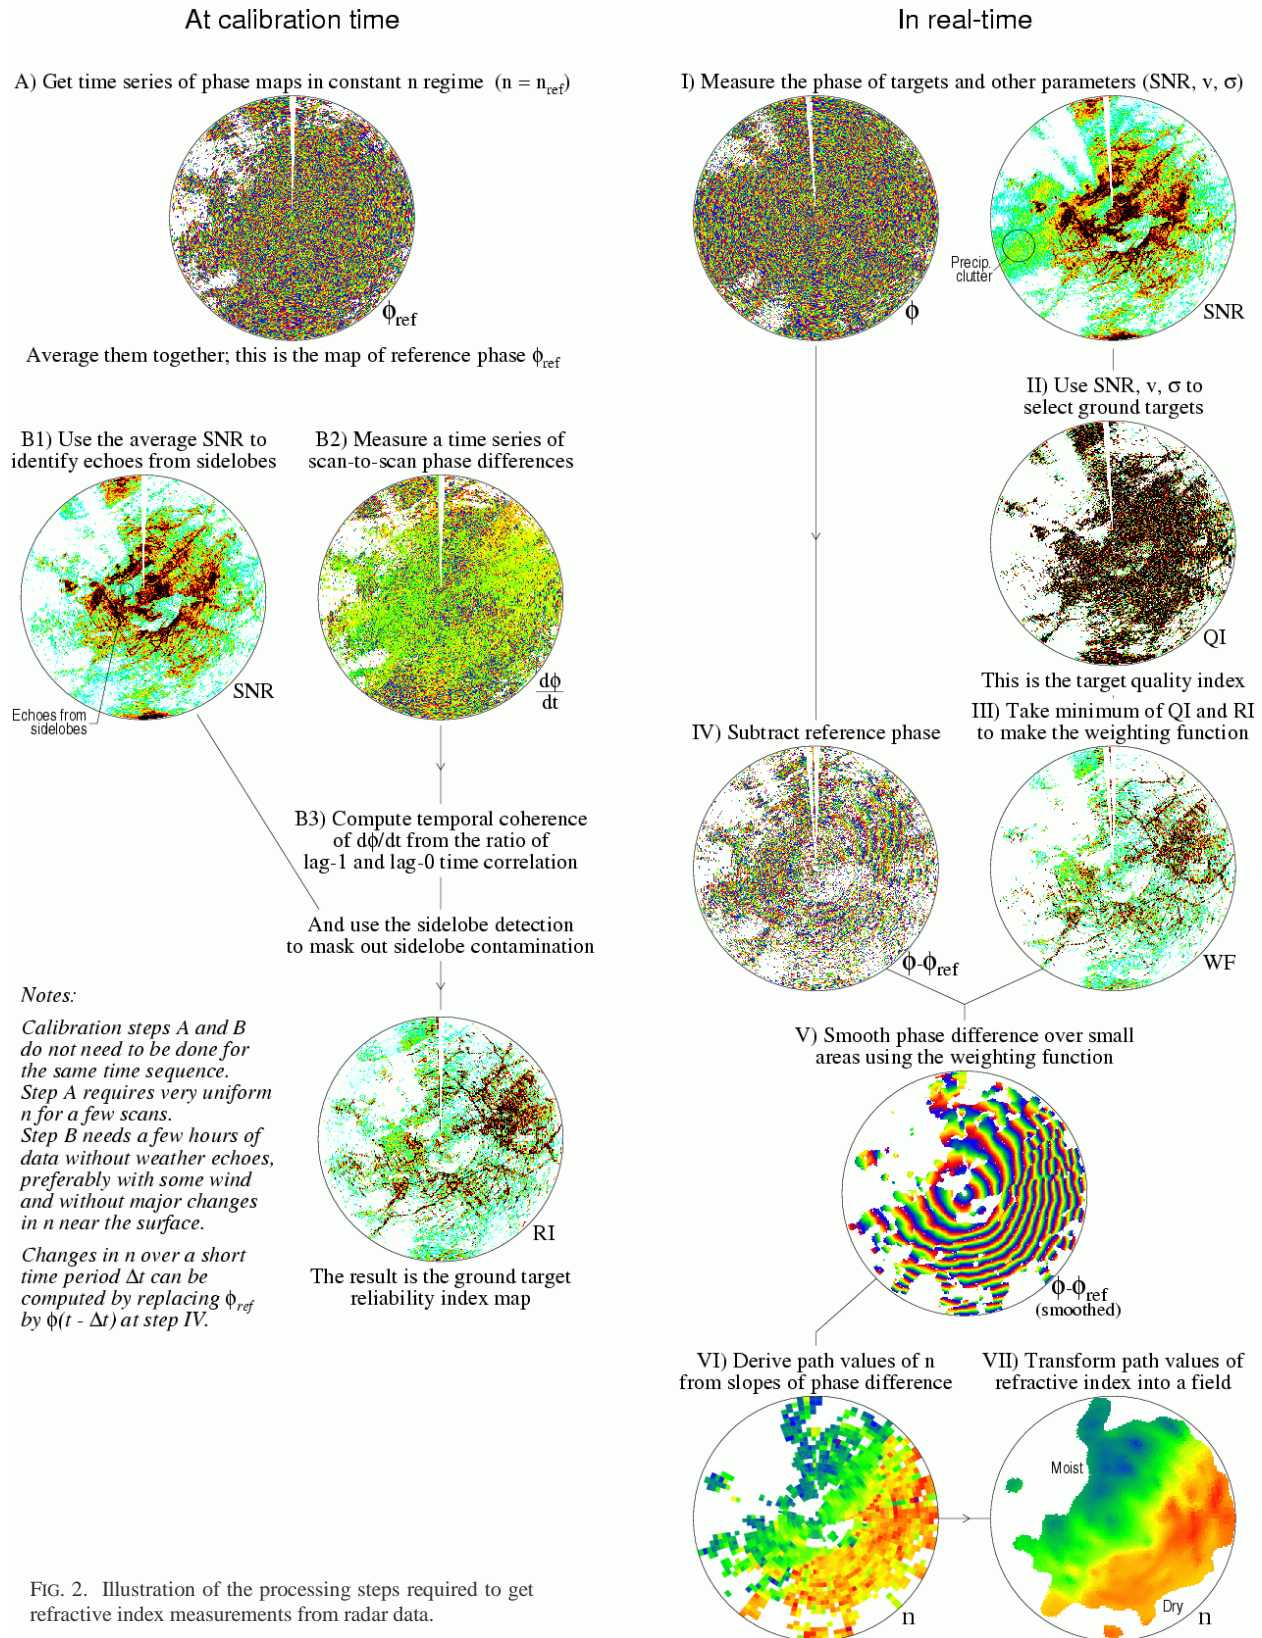 At calibration time
A) Get time series of phase maps in constant n regime (n = nref)
ϕref
Average them together; this is the map of reference phase ϕref
B1) Use the average SNR to
identify echoes from sidelobes
SNR
Echoes from
sidelobes
B2) Measure a time series of
scan-to-scan phase differences
dϕ
dt
B3) Compute temporal coherence
of dϕ/dt from the ratio of
lag-1 and lag-0 time correlation
And use the sidelobe detection
to mask out sidelobe contamination
RI
The result is the ground target
reliability index map
Notes:
Calibration steps A and B
do not need to be done for
the same time sequence.
Step A requires very uniform
n for a few scans.
Step B needs a few hours of
data without weather echoes,
preferably with some wind
and without major changes
in n near the surface.
Changes in n over a short
time period Δt can be
computed by replacing ϕref
by ϕ(t - Δt) at step IV.
In real-time
I) Measure the phase of targets and other parameters (SNR, v, σ)
ϕ
Precip.
clutter
SNR
II) Use SNR, v, σ to
select ground targets
QI
This is the target quality index
III) Take minimum of QI and RI
to make the weighting function
WF
IV) Subtract reference phase
ϕ-ϕref
V) Smooth phase difference over small
areas using the weighting function
ϕ-ϕref
(smoothed)
VI) Derive path values of n
from slopes of phase difference
n
VII) Transform path values of
refractive index into a field
Moist
Dry
n
FIG. 2. Illustration of the processing steps required to get
refractive index measurements from radar data.